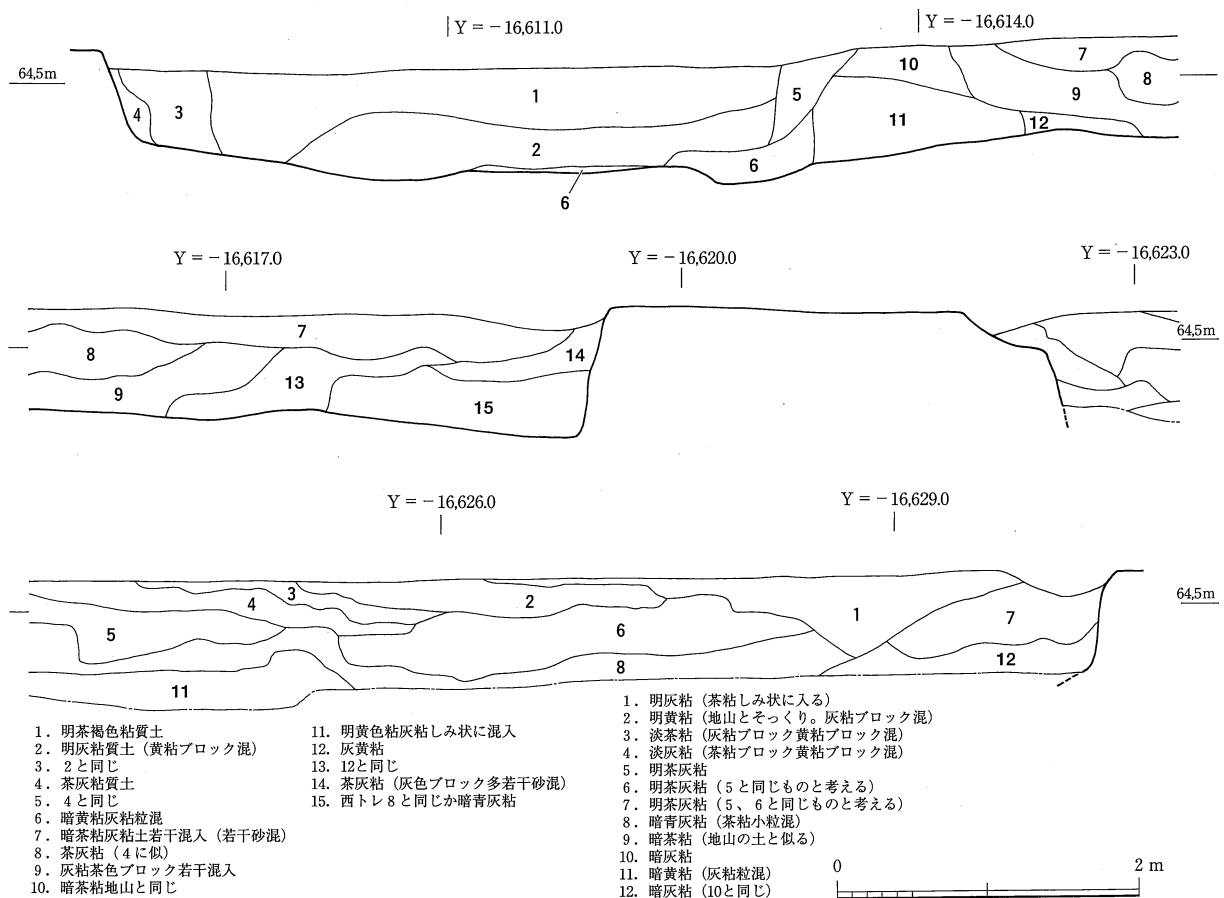 Y = −16,611.0
Y = −16,614.0
64,5m
1
2
3
4
5
6
6
7
8
9
10
11
12
Y = −16,617.0
Y = −16,620.0
Y = −16,623.0
64,5m
7
8
9
13
14
15
Y = −16,626.0
Y = −16,629.0
64,5m
1
2
3
4
5
6
7
8
11
12
1．明茶褐色粘質土
2．明灰粘質土（黄粘ブロック混）
3．2と同じ
4．茶灰粘質土
5．4と同じ
6．暗黄粘灰粘粒混
7．暗茶粘灰粘土若干混入（若干砂混）
8．茶灰粘（4に似）
9．灰粘茶色ブロック若干混入
10．暗茶粘地山と同じ
11．明黄色粘灰粘しみ状に混入
12．灰黄粘
13．12と同じ
14．茶灰粘（灰色ブロック多若干砂混）
15．西トレ8と同じか暗青灰粘
1．明灰粘（茶粘しみ状に入る）
2．明黄粘（地山とそっくり。灰粘ブロック混）
3．淡茶粘（灰粘ブロック黄粘ブロック混）
4．淡灰粘（茶粘ブロック黄粘ブロック混）
5．明茶灰粘
6．明茶灰粘（5と同じものと考える）
7．明茶灰粘（5、6と同じものと考える）
8．暗青灰粘（茶粘小粒混）
9．暗茶粘（地山の土と似る）
10．暗灰粘
11．暗黄粘（灰粘粒混）
12．暗灰粘（10と同じ）
0 2 m